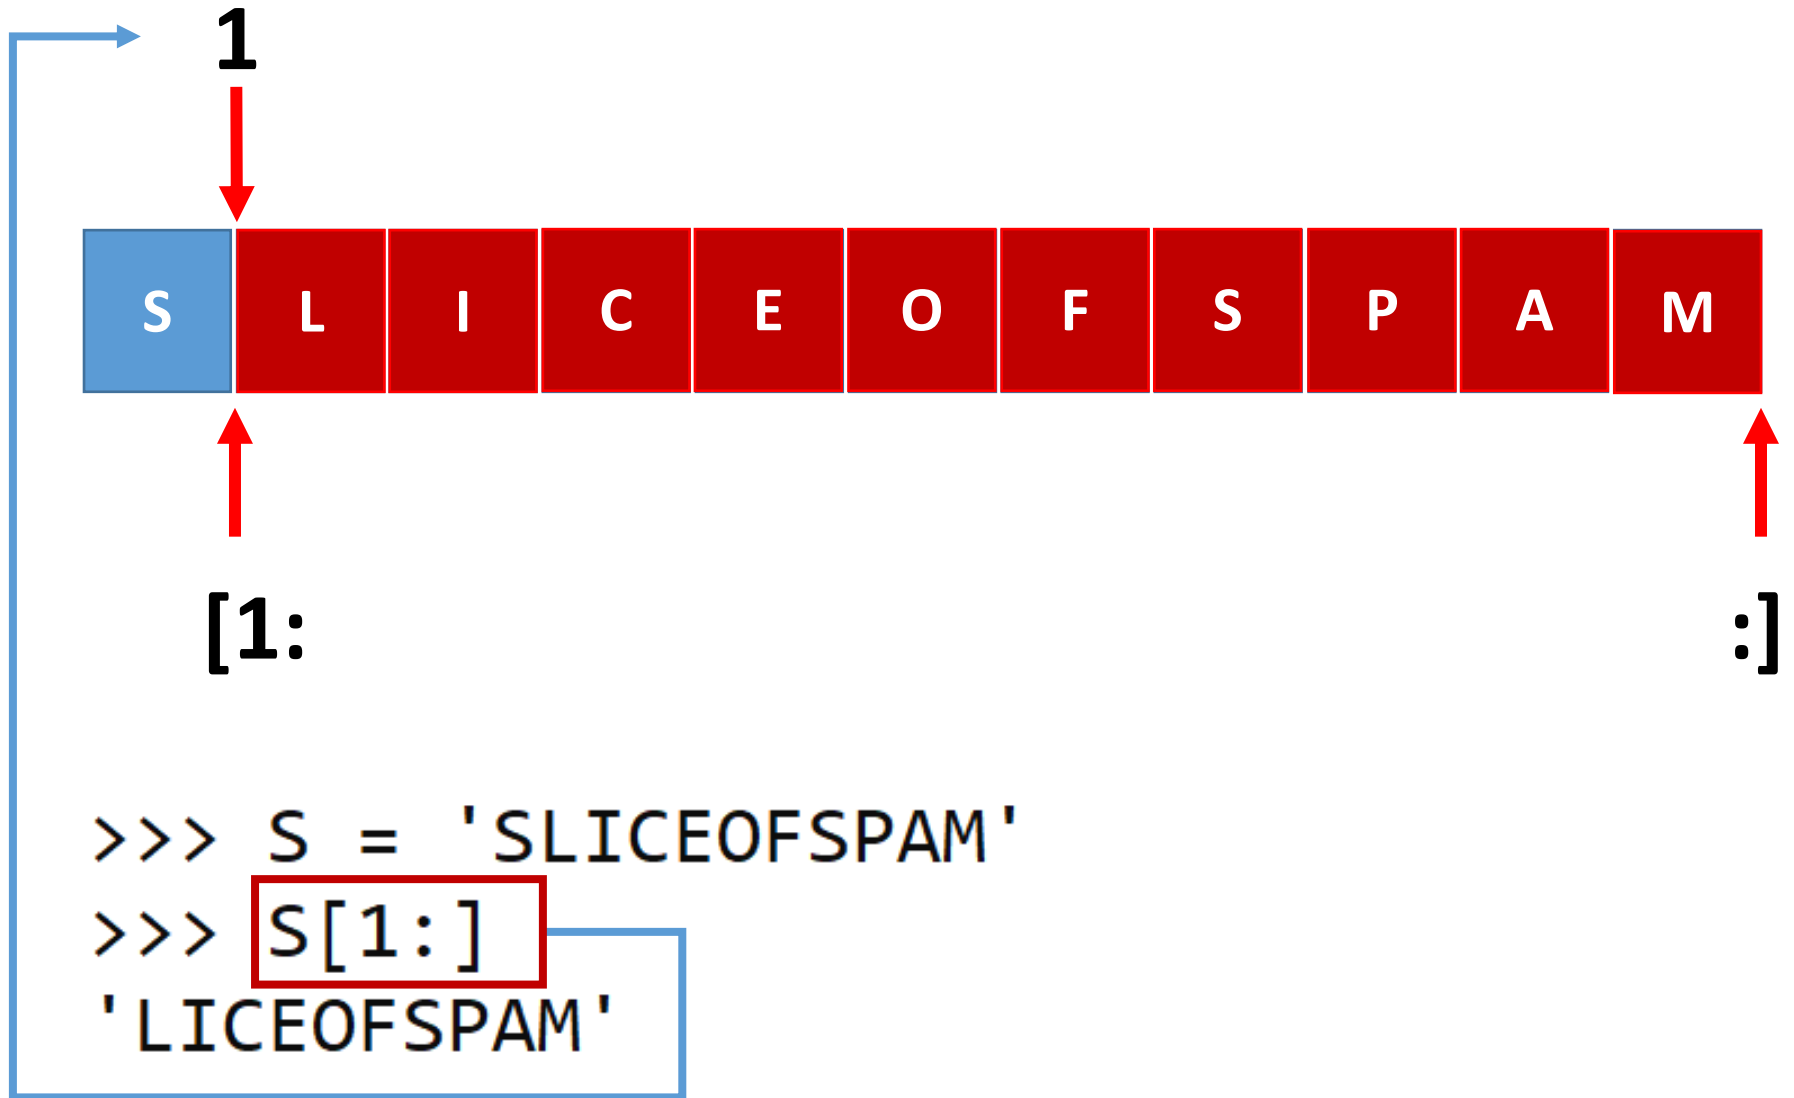 1
S L I C E O F S P A M
[1: :]
>>> S = 'SLICEOFSPAM'
>>> S[1:]
'LICEOFSPAM'